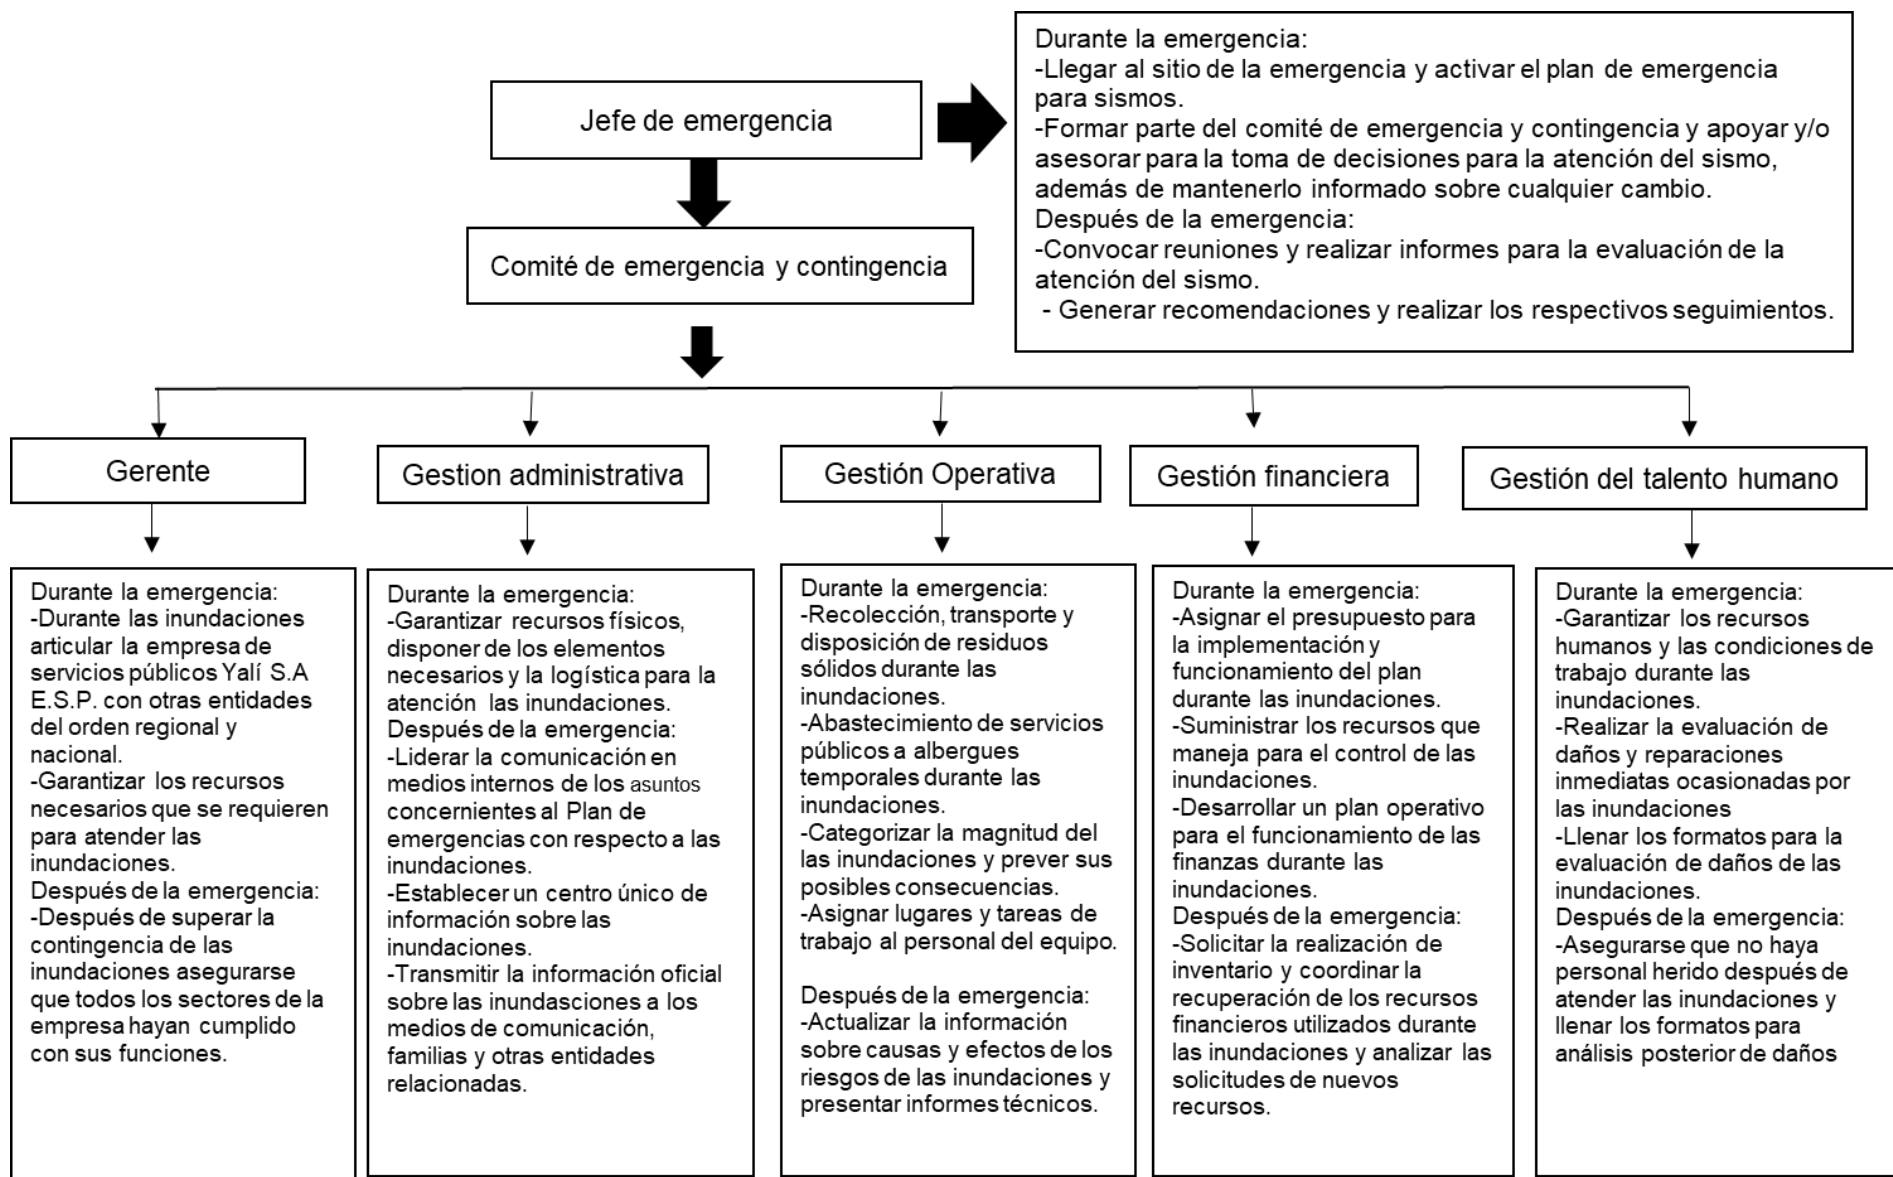 Jefe de emergencia
Durante la emergencia:
-Llegar al sitio de la emergencia y activar el plan de emergencia
para sismos.
-Formar parte del comité de emergencia y contingencia y apoyar y/o
asesorar para la toma de decisiones para la atención del sismo,
además de mantenerlo informado sobre cualquier cambio.
Después de la emergencia:
-Convocar reuniones y realizar informes para la evaluación de la
atención del sismo.
- Generar recomendaciones y realizar los respectivos seguimientos.
Comité de emergencia y contingencia
Gerente
Gestion administrativa
Gestión Operativa
Gestión financiera
Gestión del talento humano
Durante la emergencia:
-Durante las inundaciones
articular la empresa de
servicios públicos Yalí S.A
E.S.P. con otras entidades
del orden regional y
nacional.
-Garantizar los recursos
necesarios que se requieren
para atender las
inundaciones.
Después de la emergencia:
-Después de superar la
contingencia de las
inundaciones asegurarse
que todos los sectores de la
empresa hayan cumplido
con sus funciones.
Durante la emergencia:
-Garantizar recursos físicos,
disponer de los elementos
necesarios y la logística para la
atención las inundaciones.
Después de la emergencia:
-Liderar la comunicación en
medios internos de los asuntos
concernientes al Plan de
emergencias con respecto a las
inundaciones.
-Establecer un centro único de
información sobre las
inundaciones.
-Transmitir la información oficial
sobre las inundasciones a los
medios de comunicación,
familias y otras entidades
relacionadas.
Durante la emergencia:
-Recolección, transporte y
disposición de residuos
sólidos durante las
inundaciones.
-Abastecimiento de servicios
públicos a albergues
temporales durante las
inundaciones.
-Categorizar la magnitud del
las inundaciones y prever sus
posibles consecuencias.
-Asignar lugares y tareas de
trabajo al personal del equipo.
Después de la emergencia:
-Actualizar la información
sobre causas y efectos de los
riesgos de las inundaciones y
presentar informes técnicos.
Durante la emergencia:
-Asignar el presupuesto para
la implementación y
funcionamiento del plan
durante las inundaciones.
-Suministrar los recursos que
maneja para el control de las
inundaciones.
-Desarrollar un plan operativo
para el funcionamiento de las
finanzas durante las
inundaciones.
Después de la emergencia:
-Solicitar la realización de
inventario y coordinar la
recuperación de los recursos
financieros utilizados durante
las inundaciones y analizar las
solicitudes de nuevos
recursos.
Durante la emergencia:
-Garantizar los recursos
humanos y las condiciones de
trabajo durante las
inundaciones.
-Realizar la evaluación de
daños y reparaciones
inmediatas ocasionadas por
las inundaciones
-Llenar los formatos para la
evaluación de daños de las
inundaciones.
Después de la emergencia:
-Asegurarse que no haya
personal herido después de
atender las inundaciones y
llenar los formatos para
análisis posterior de daños